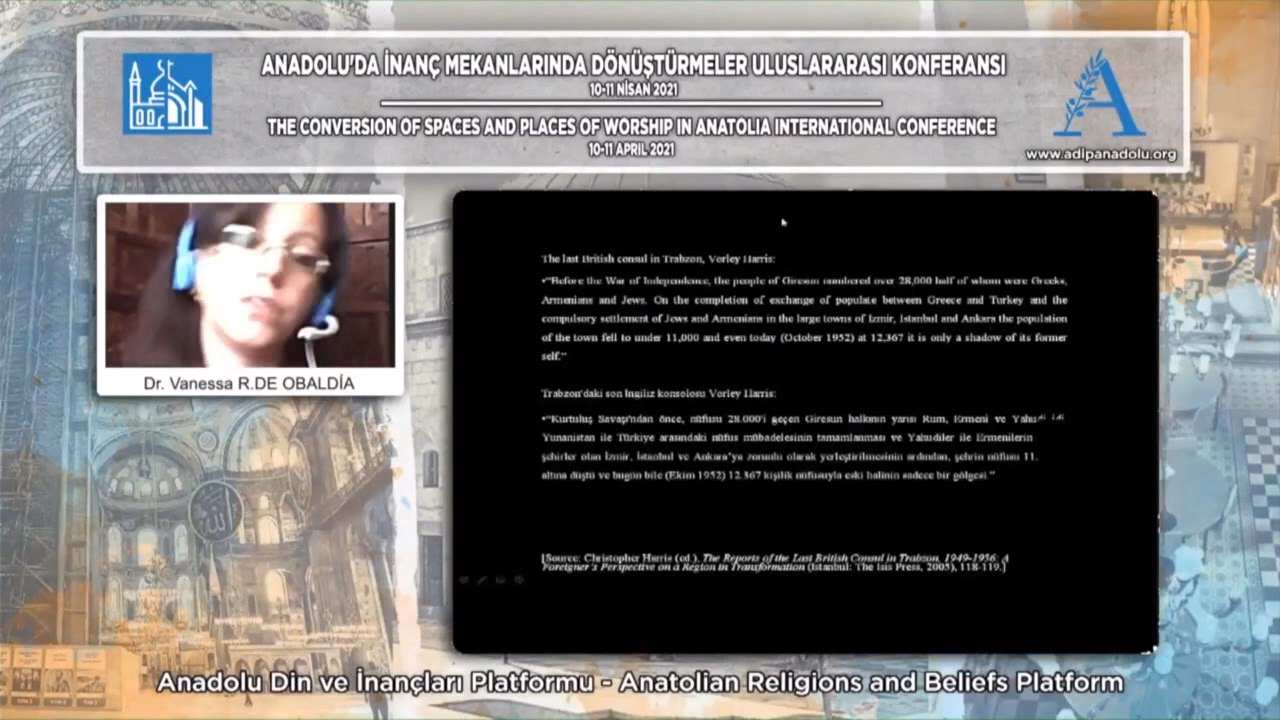 ANADOLU'DA İNANÇ MEKANLARINDA DÖNÜŞTÜRMELER ULUSLARARASI KONFERANSI
10-11 NİSAN 2021
THE CONVERSION OF SPACES AND PLACES OF WORSHIP IN ANATOLIA INTERNATIONAL CONFERENCE
10-11 APRIL 2021
www.adipanadolu.org
Dr. Vanessa R.DE OBALDÍA
The last British consul in Trabzon, Vorley Harris:
•"Before the War of Independence, the people of Giresun numbered over 28,000 half of whom were Greeks,
Armenians and Jews. On the completion of exchange of populate between Greece and Turkey and the
compulsory settlement of Jews and Armenians in the large towns of Izmir, Istanbul and Ankara the population
of the town fell to under 11,000 and even today (October 1952) at 12,367 it is only a shadow of its former
self."
Trabzon'daki son İngiliz konsolosu Vorley Harris:
•"Kurtuluş Savaşı'ndan önce, nüfusu 28.000'i geçen Giresun halkının yarısı Rum, Ermeni ve
Yunanistan ile Türkiye arasındaki nüfus mübadelesinin tamamlanması ve Yahudiler ile Ermenilerin
şehirler olan İzmir, İstanbul ve Ankara'ya zorunlu olarak yerleştirilmesinin ardından, şehrin nüfusu 11.
altına düştü ve bugün bile (Ekim 1952) 12.367 kişilik nüfusuyla eski halinin sadece bir gölgesi."
[Source: Christopher Harris (ed.), The Reports of the Last British Consul in Trabzon, 1949-1956: A
Foreigner's Perspective on a Region in Transformation (Istanbul: The Isis Press, 2005), 118-119.]
Anadolu Din ve İnançları Platformu - Anatolian Religions and Beliefs Platform